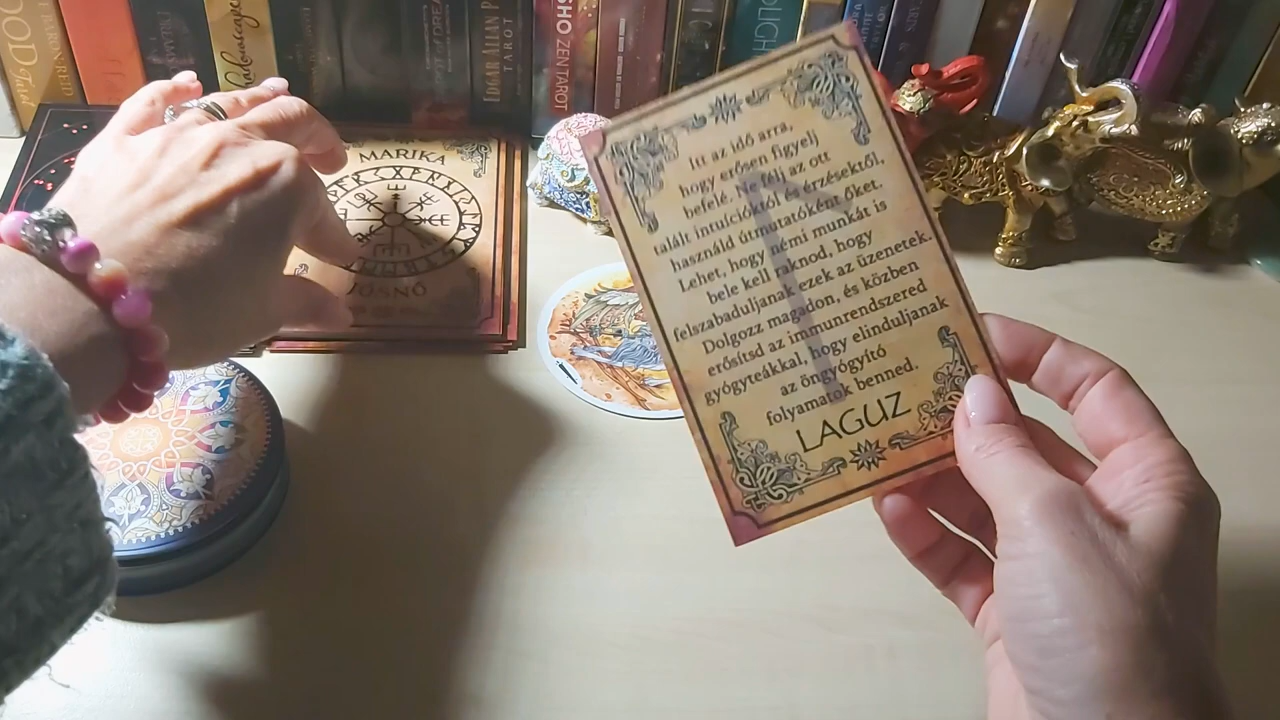 EDGAR ALLAN POE
TAROT
OSHO ZEN TAROT
MARIKA
JÓSNŐ
Itt az idő arra,
hogy erősen figyelj
befelé. Ne félj az ott
talált intuícióktól és érzésektől,
használd útmutatóként őket.
Lehet, hogy némi munkát is
bele kell raknod, hogy
felszabaduljanak ezek az üzenetek.
Dolgozz magadon, és közben
erősítsd az immunrendszered
gyógyteákkal, hogy elinduljanak
az öngyógyító
folyamatok benned.
LAGUZ